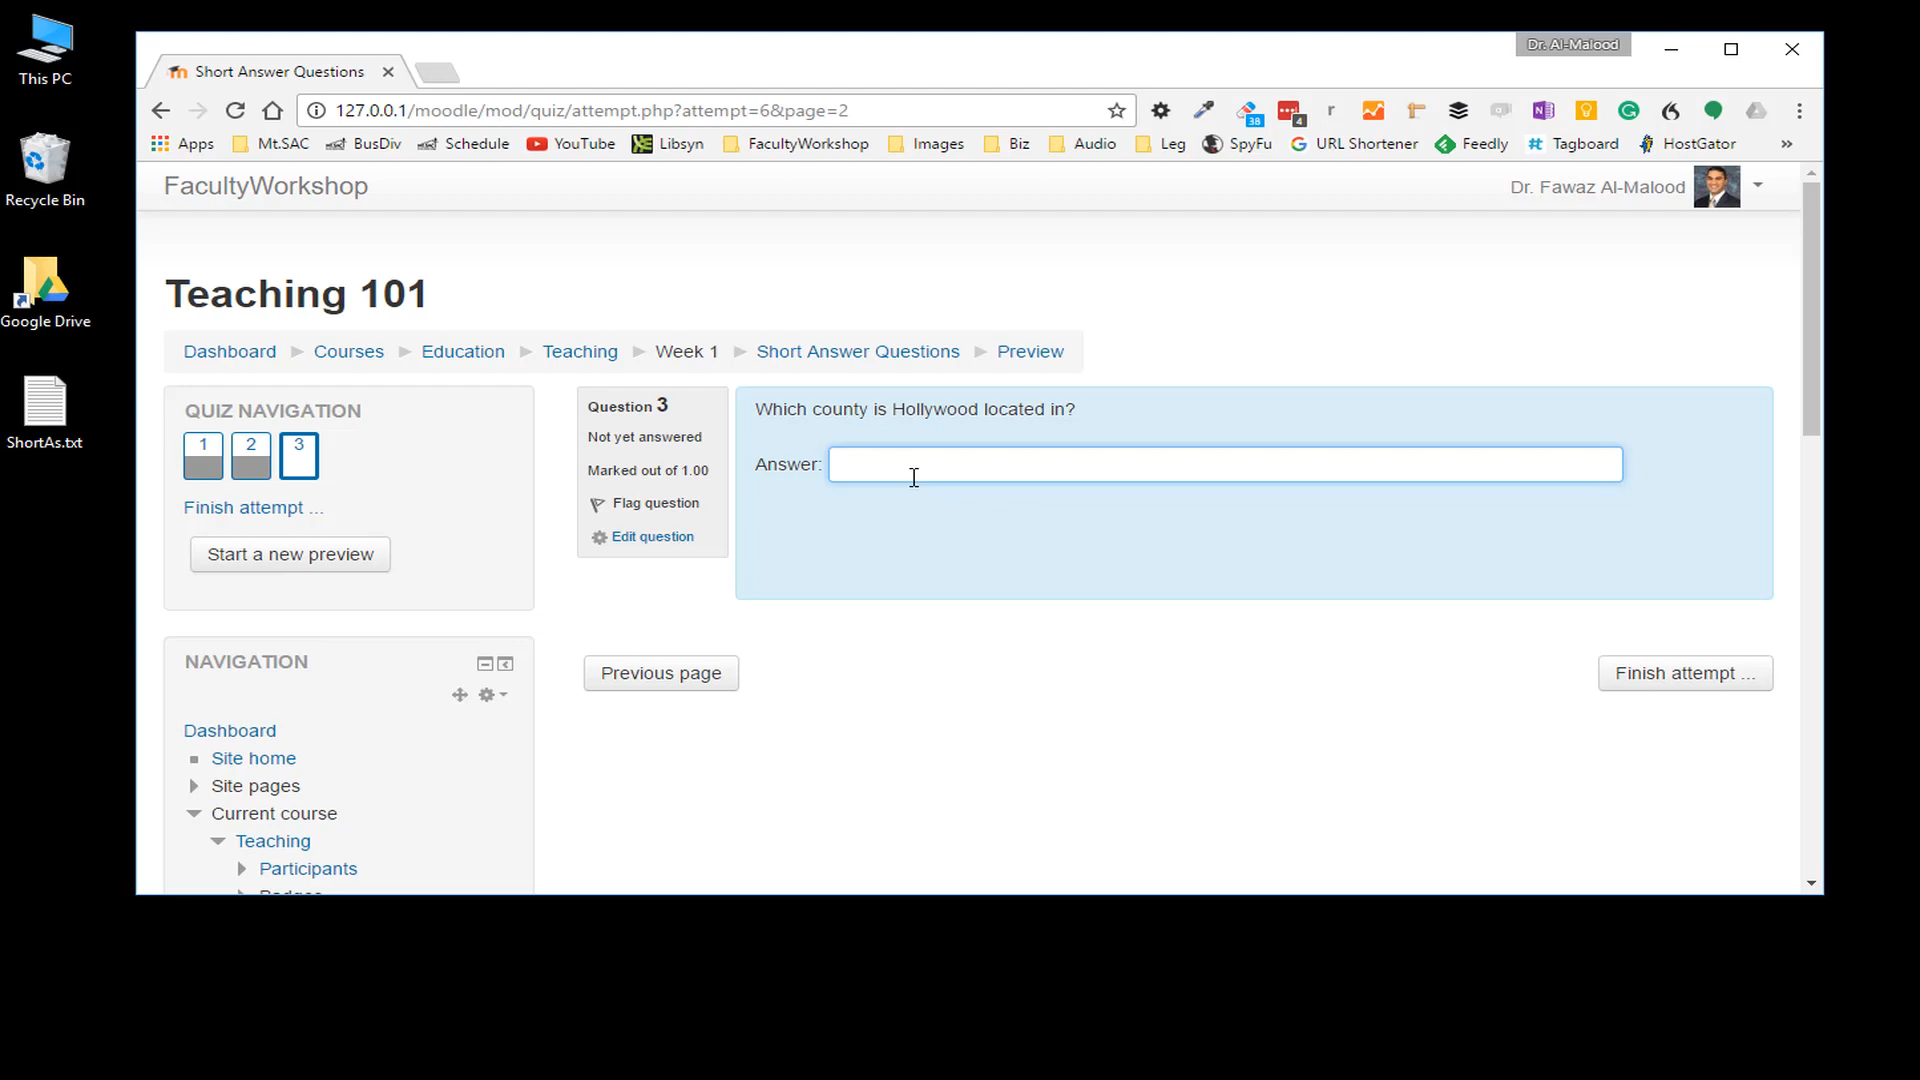 This PC
Recycle Bin
Google Drive
ShortAs.txt
Dr. Al-Malood
Short Answer Questions
127.0.0.1/moodle/mod/quiz/attempt.php?attempt=6&page=2
38
4
r
Apps Mt.SAC BusDiv Schedule YouTube Libsyn FacultyWorkshop Images Biz Audio Leg SpyFu URL Shortener Feedly Tagboard HostGator »
FacultyWorkshop
Dr. Fawaz Al-Malood
Teaching 101
Dashboard Courses Education Teaching Week 1 Short Answer Questions Preview
QUIZ NAVIGATION
1 2 3
Finish attempt ...
Start a new preview
Question 3
Not yet answered
Marked out of 1.00
Flag question
Edit question
Which county is Hollywood located in?
Answer:
Previous page
Finish attempt ...
NAVIGATION
Dashboard
Site home
Site pages
Current course
Teaching
Participants
Badges